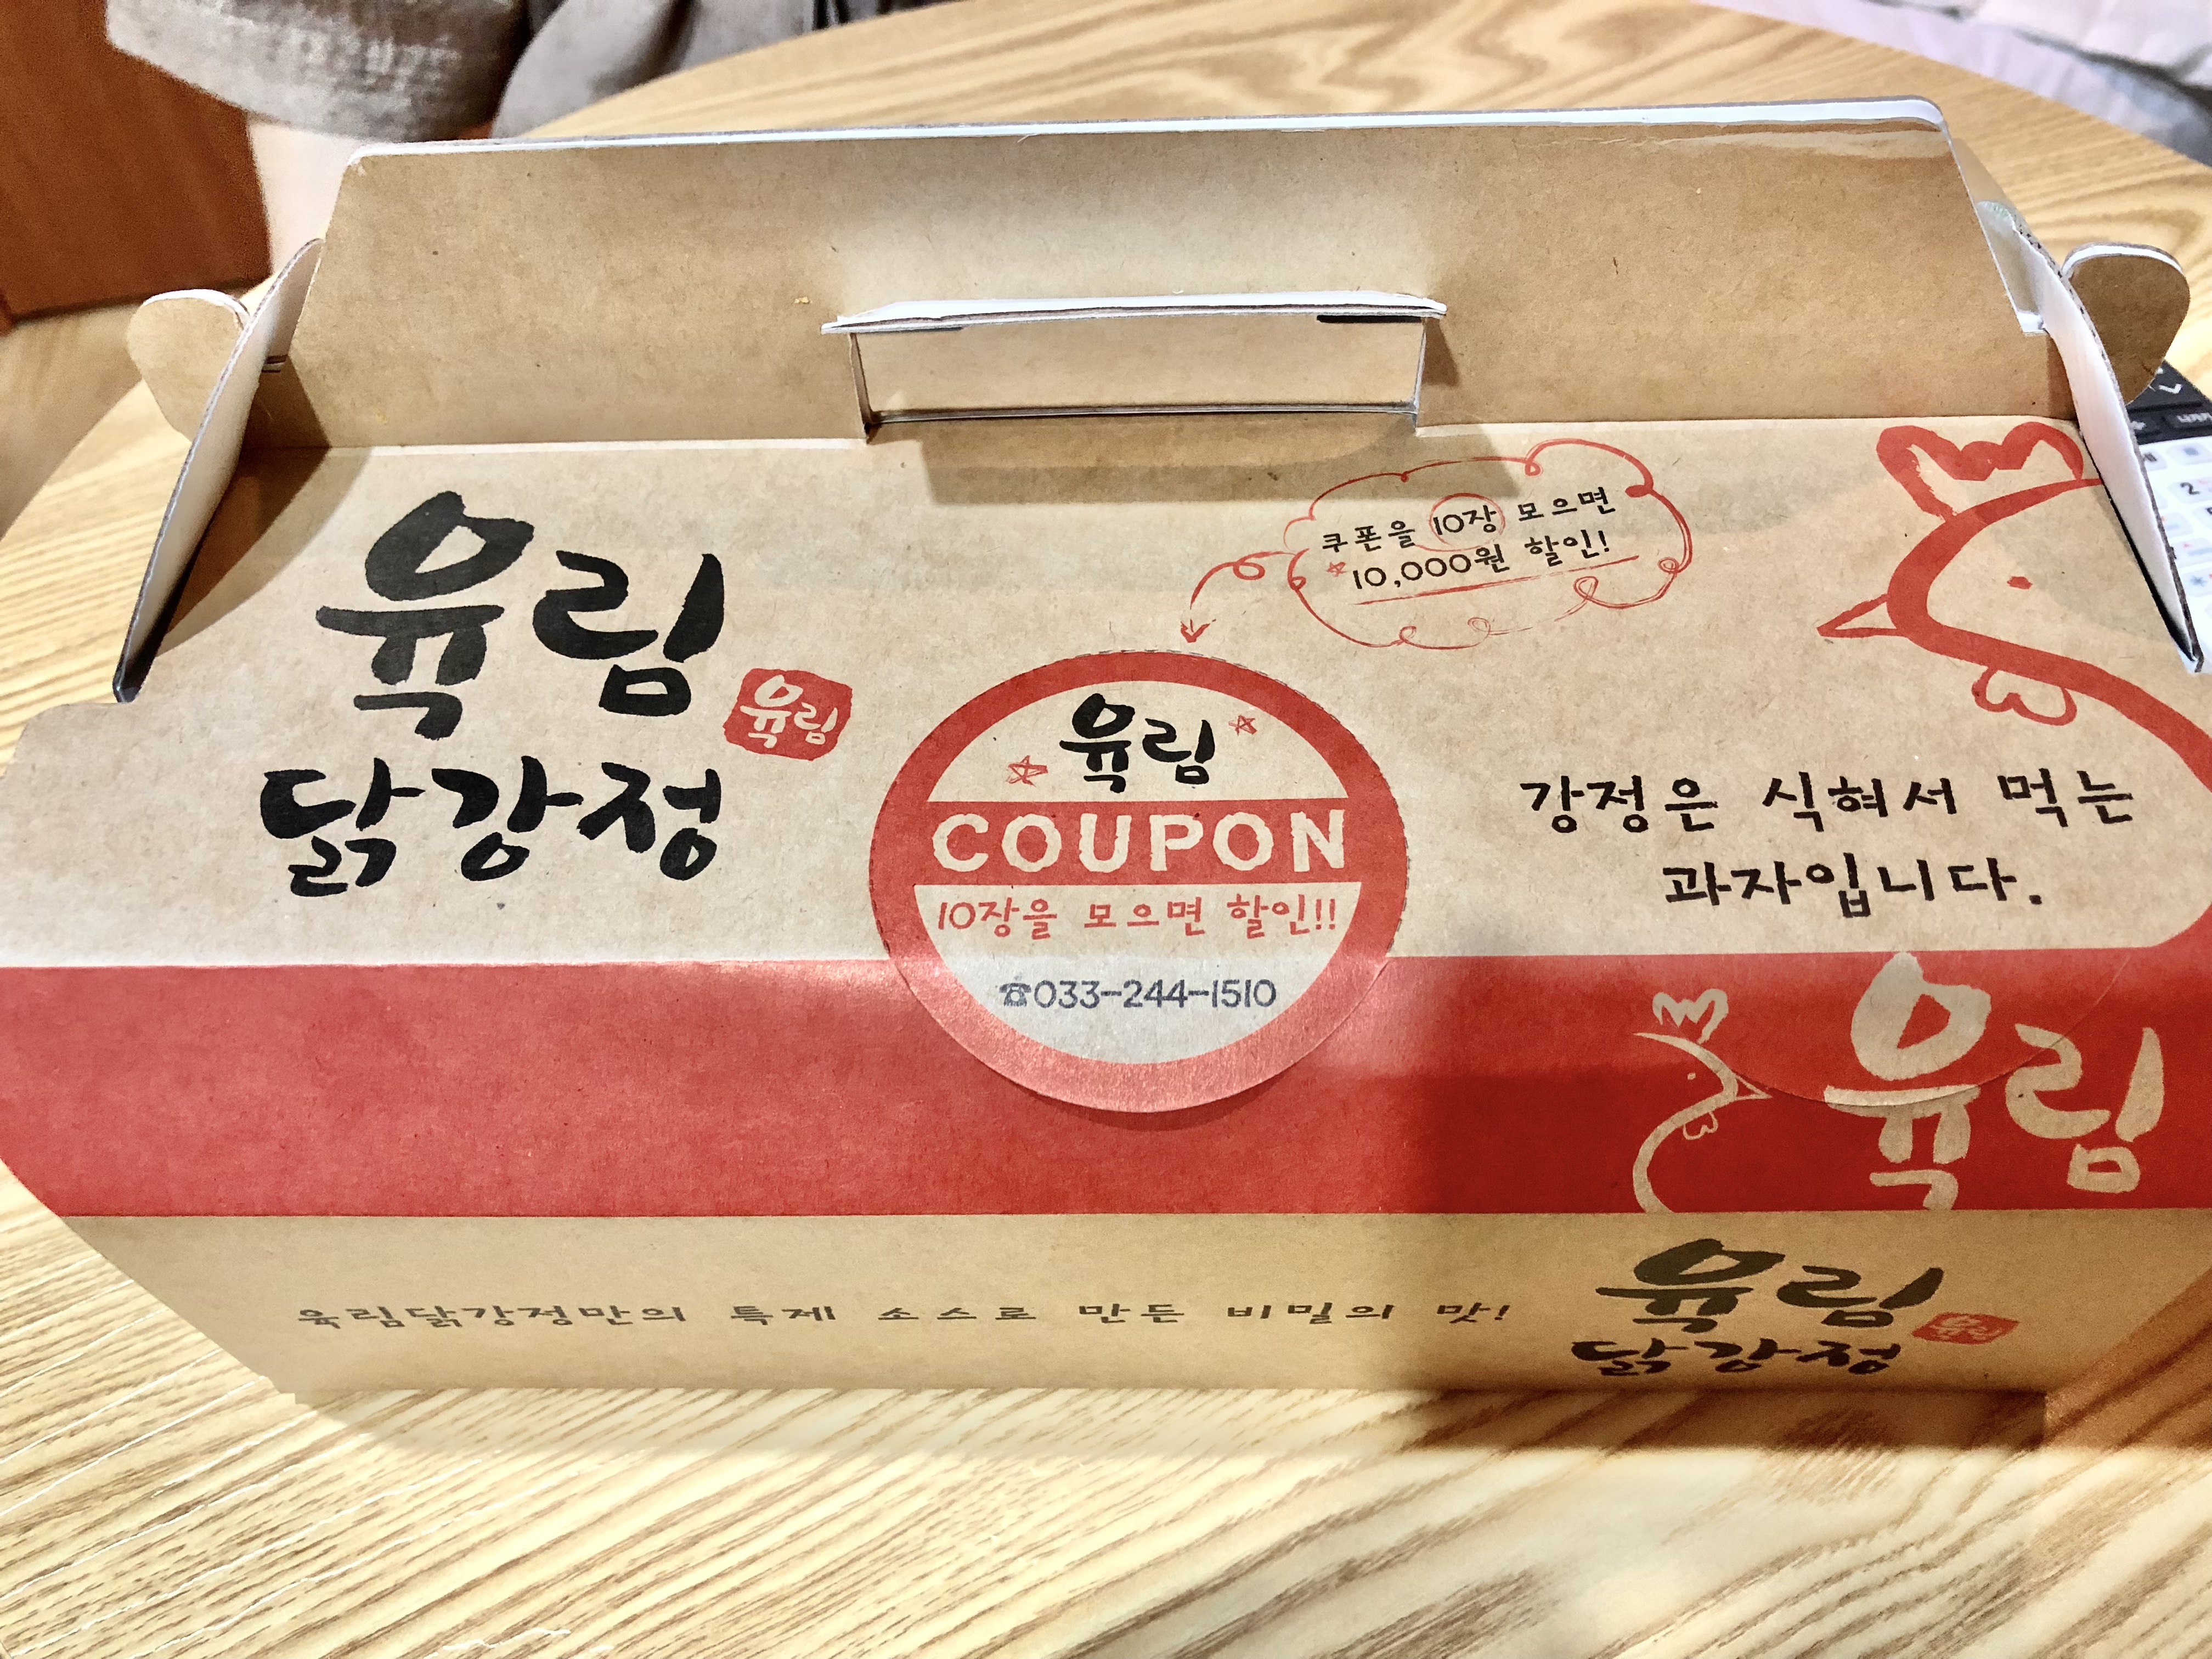 육림
닭강정
육림
쿠폰을 10장 모으면
10,000원 할인!
육림
COUPON
10장을 모으면 할인!!
☎033-244-1510
강정은 식혀서 먹는
과자입니다.
육림
육림닭강정만의 특제 소스로 만든 비밀의 맛!
육림
닭강정
육림